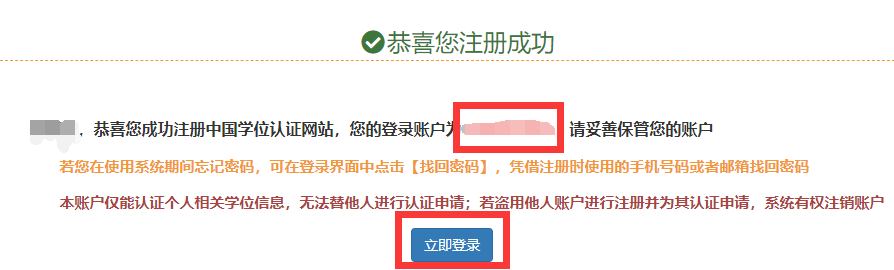 恭喜您注册成功
，恭喜您成功注册中国学位认证网站，您的登录账户为 请妥善保管您的账户
若您在使用系统期间忘记密码，可在登录界面中点击【找回密码】，凭借注册时使用的手机号码或者邮箱找回密码
本账户仅能认证个人相关学位信息，无法替他人进行认证申请；若盗用他人账户进行注册并为其认证申请，系统有权注销账户
立即登录